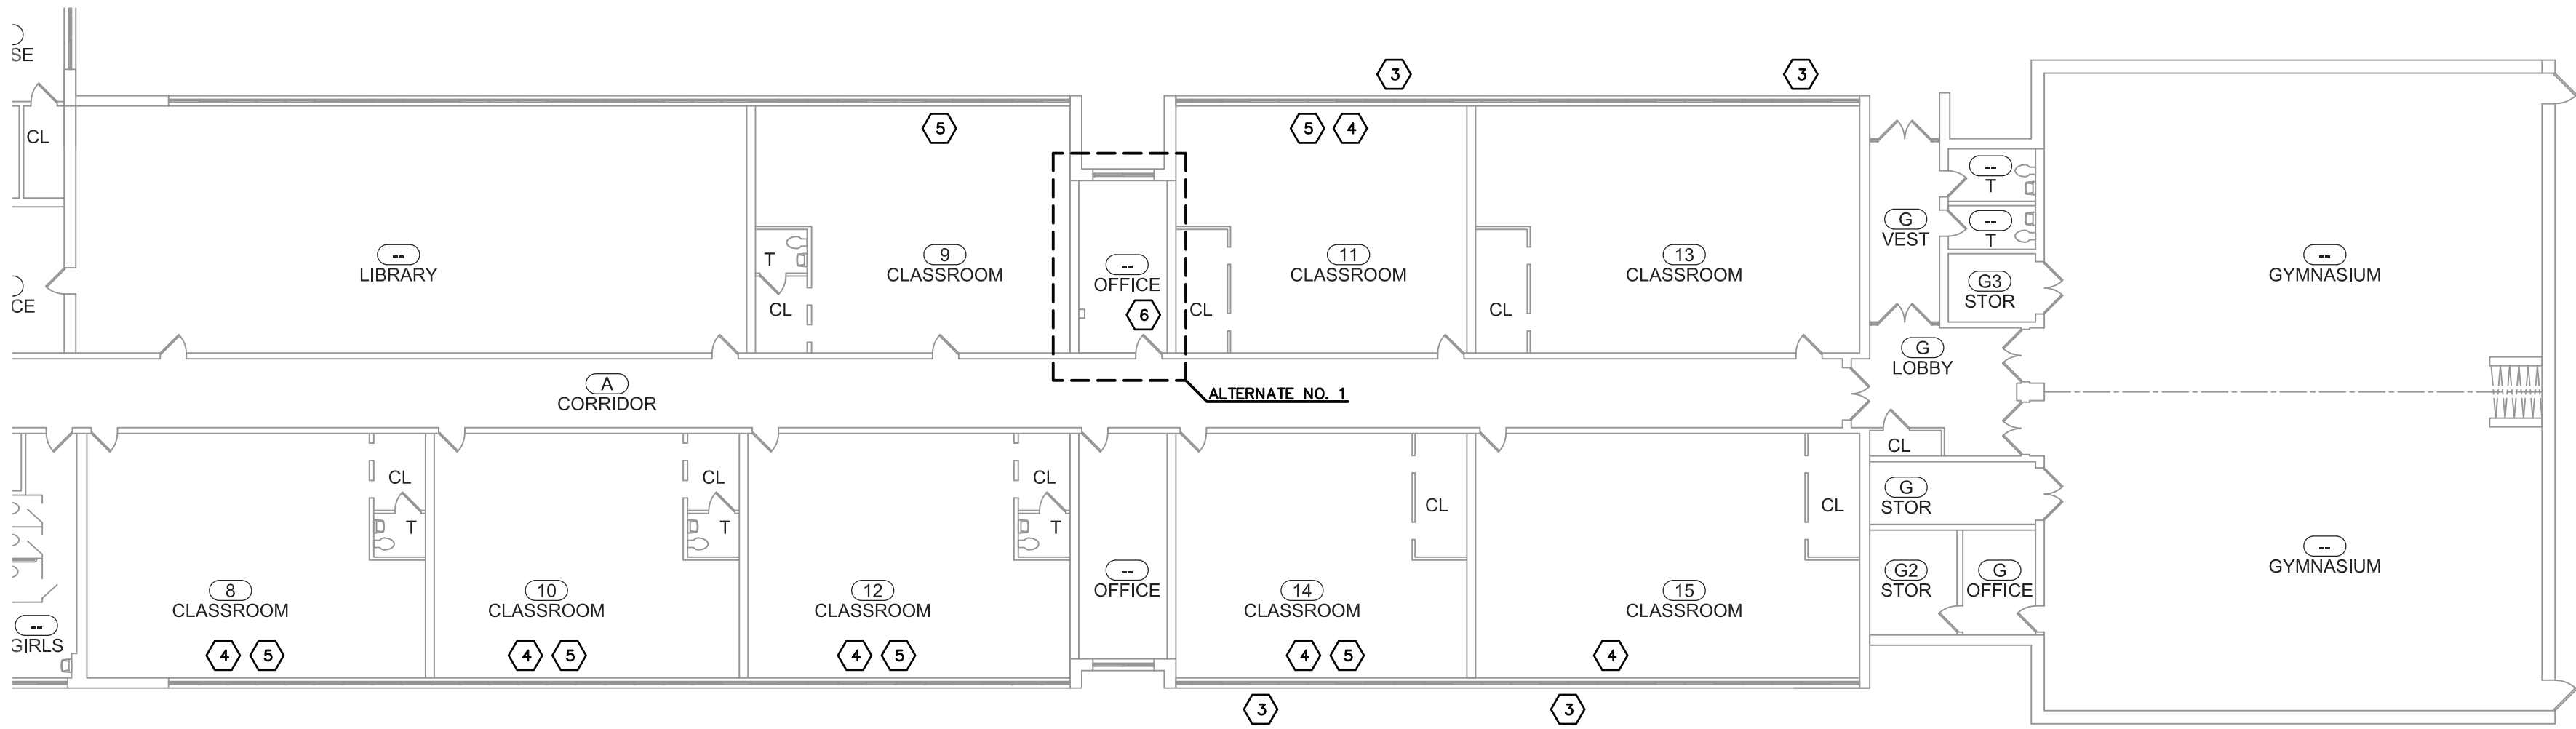 SE
3
3
CL
5
5 4
--
T
--
LIBRARY
T
9
CLASSROOM
--
OFFICE
11
CLASSROOM
13
CLASSROOM
G
VEST
--
T
--
GYMNASIUM
CE
CL
6
CL
CL
G3
STOR
A
CORRIDOR
ALTERNATE NO. 1
G
LOBBY
CL
CL
CL
CL
CL
CL
T
T
T
G
STOR
8
CLASSROOM
10
CLASSROOM
12
CLASSROOM
--
OFFICE
14
CLASSROOM
15
CLASSROOM
G2
STOR
G
OFFICE
--
GYMNASIUM
--
GIRLS
4 5
4 5
4 5
4 5
4
3
3